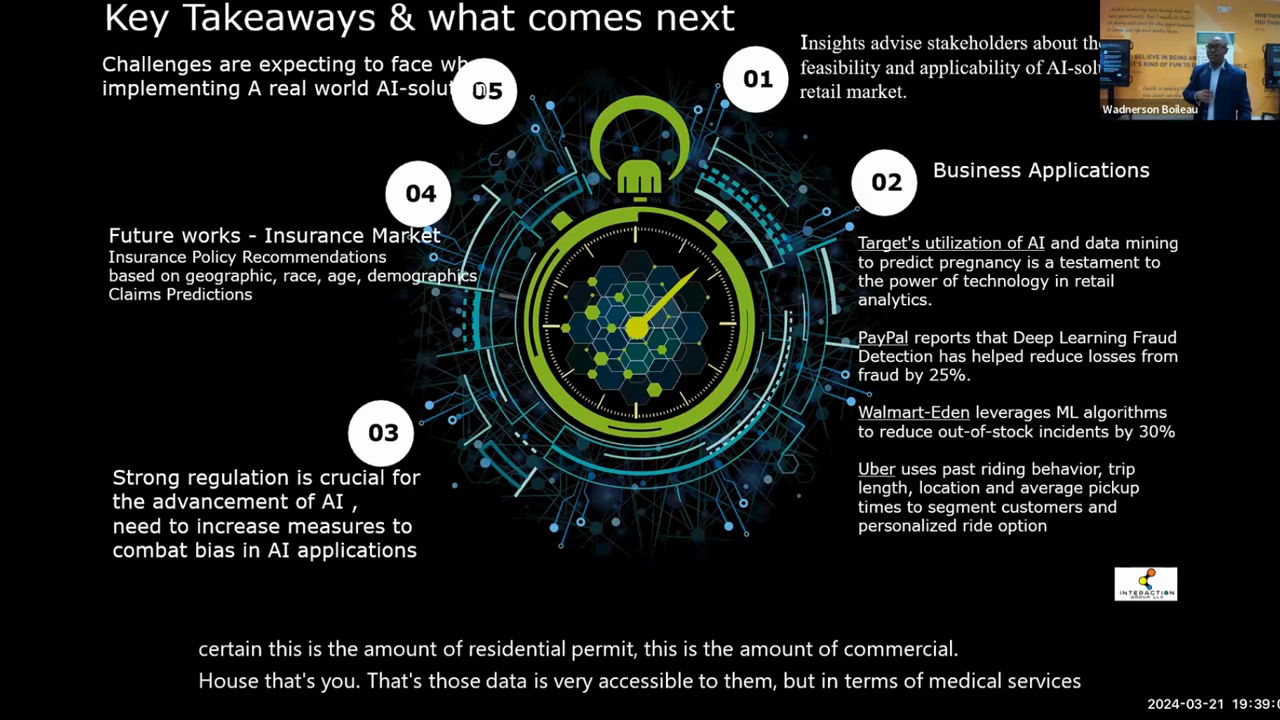 Key Takeaways & what comes next
Challenges are expecting to face
implementing A real world
05
01
Insights advise stakeholders about
feasibility and applicability of
retail market.
Wadnerson Boileau
04
02
Business Applications
Future works - Insurance Market
Insurance Policy Recommendations
based on geographic, race, age, demographics
Claims Predictions
Target's utilization of AI and data mining
to predict pregnancy is a testament to
the power of technology in retail
analytics.
PayPal reports that Deep Learning Fraud
Detection has helped reduce losses from
fraud by 25%.
Walmart-Eden leverages ML algorithms
to reduce out-of-stock incidents by 30%
Uber uses past riding behavior, trip
length, location and average pickup
times to segment customers and
personalized ride option
03
Strong regulation is crucial for
the advancement of AI ,
need to increase measures to
combat bias in AI applications
INTERACTION
GROUP LLC
certain this is the amount of residential permit, this is the amount of commercial.
House that's you. That's those data is very accessible to them, but in terms of medical services
2024-03-21 19:39:0